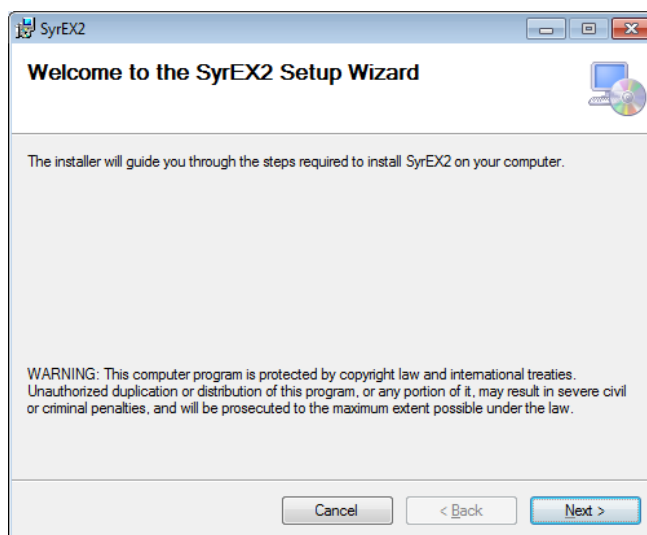 SyrEX2
Welcome to the SyrEX2 Setup Wizard
The installer will guide you through the steps required to install SyrEX2 on your computer.
WARNING: This computer program is protected by copyright law and international treaties.
Unauthorized duplication or distribution of this program, or any portion of it, may result in severe civil
or criminal penalties, and will be prosecuted to the maximum extent possible under the law.
Cancel < Back Next >